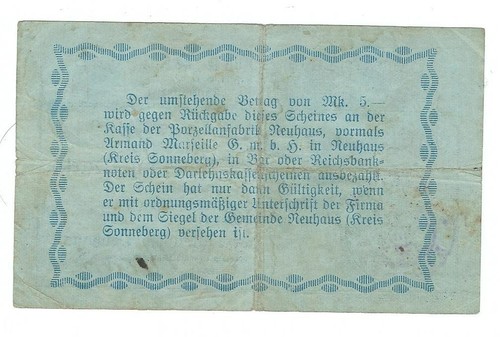 Der umstehende Betrag von Mk. 5.—
wird gegen Rückgabe dieses Scheines an der
Kasse der Porzellanfabrik Neuhaus, vormals
Armand Marseille G. m. b. H. in Neuhaus
(Kreis Sonneberg), in Bar oder Reichsbank-
noten oder Darlehnskassenscheinen ausbezahlt.
Der Schein hat nur dann Gültigkeit, wenn
er mit ordnungsmäßiger Unterschrift der Firma
und dem Siegel der Gemeinde Neuhaus (Kreis
Sonneberg) versehen ist.